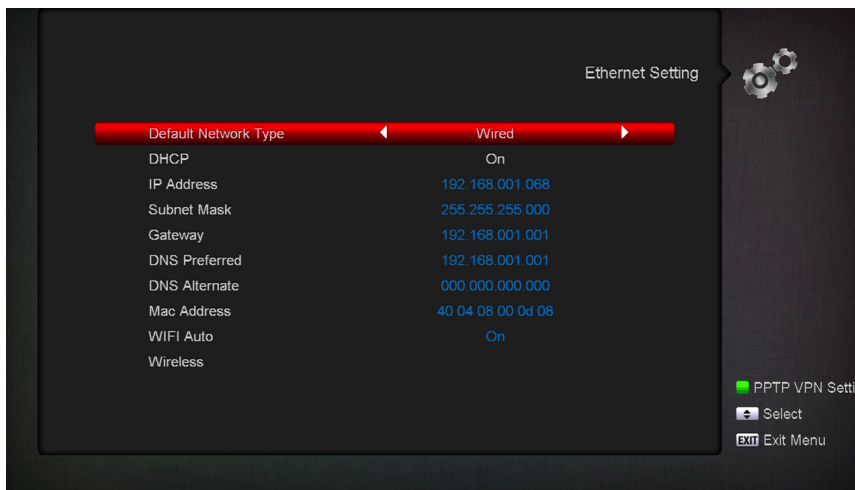 Ethernet Setting
Default Network Type Wired
DHCP On
IP Address 192.168.001.068
Subnet Mask 255.255.255.000
Gateway 192.168.001.001
DNS Preferred 192.168.001.001
DNS Alternate 000.000.000.000
Mac Address 40 04 08 00 0d 08
WIFI Auto On
Wireless
PPTP VPN Setti
Select
EXIT Exit Menu